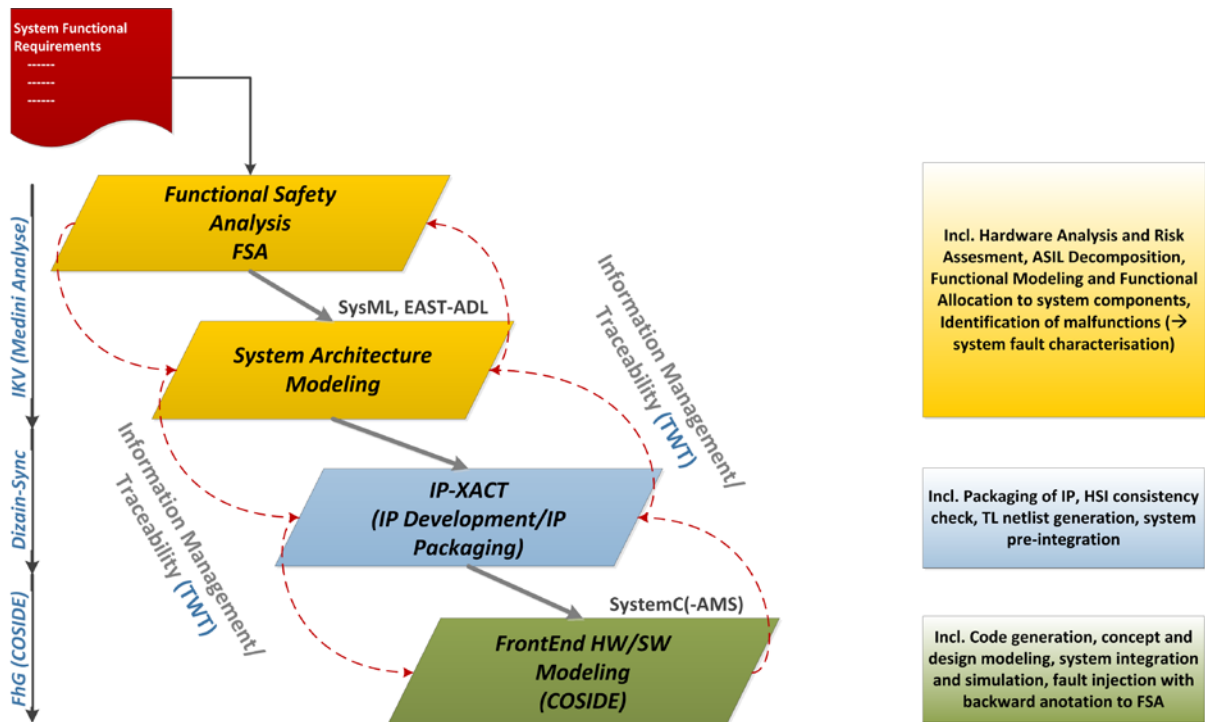 System Functional
Requirements
------
------
------
Functional Safety
Analysis
FSA
SysML, EAST-ADL
System Architecture
Modeling
IP-XACT
(IP Development/IP
Packaging)
SystemC(-AMS)
FrontEnd HW/SW
Modeling
(COSIDE)
IKV (Medini Analyse)
Dizain-Sync
FhG (COSIDE)
Information Management/
Traceability (TWT)
Information Management/
Traceability (TWT)
Incl. Hardware Analysis and Risk
Assesment, ASIL Decomposition,
Functional Modeling and Functional
Allocation to system components,
Identification of malfunctions (→
system fault characterisation)
Incl. Packaging of IP, HSI consistency
check, TL netlist generation, system
pre-integration
Incl. Code generation, concept and
design modeling, system integration
and simulation, fault injection with
backward anotation to FSA